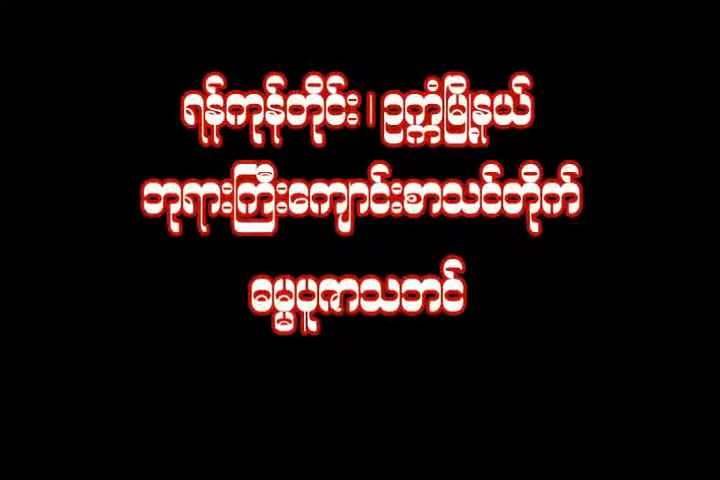 ရန်ကုန်တိုင်း၊ ဥက္ကံမြို့နယ်
ဘုရားကြီးကျောင်းစာသင်တိုက်
ဓမ္မပူဇာသဘင်